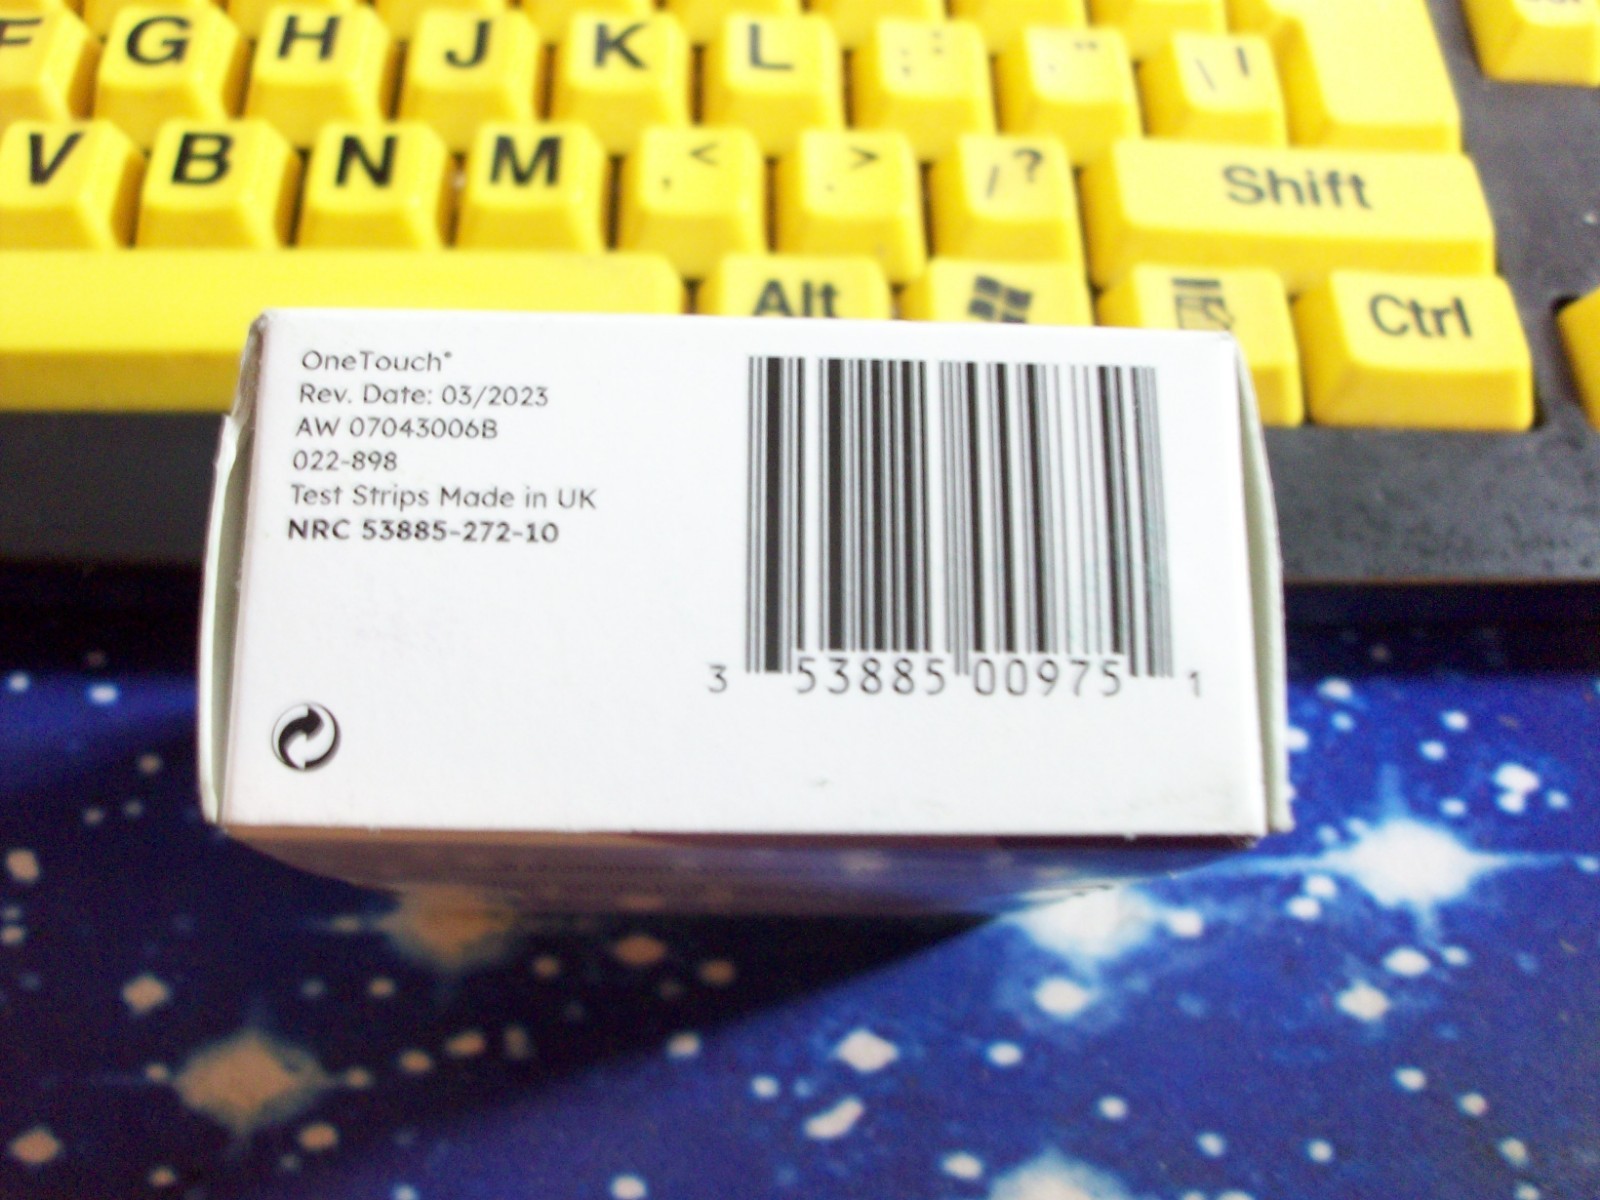 F G H J K L ; : ' " \ |
V B N M , < . > / ? Shift
Alt Ctrl
OneTouch®
Rev. Date: 03/2023
AW 07043006B
022-898
Test Strips Made in UK
NRC 53885-272-10
3 53885 00975 1